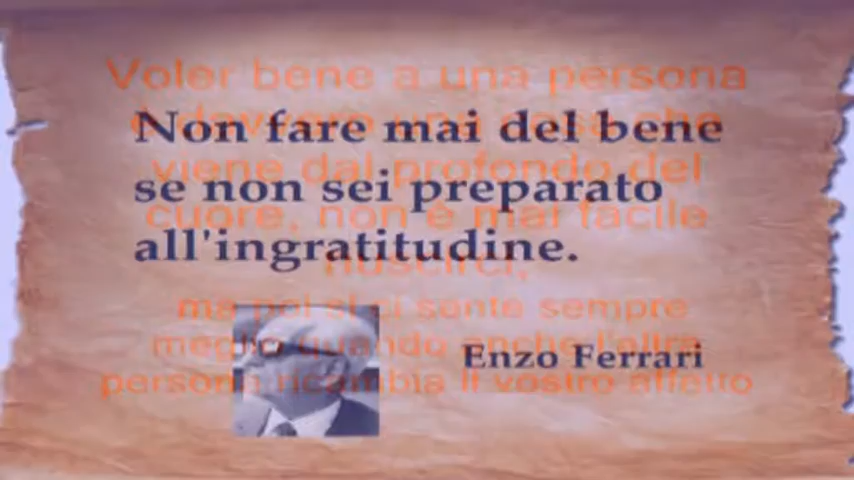 Voler bene a una persona
Non fare mai del bene
viene dal profondo del
se non sei preparato
cuore, non è mai facile
all'ingratitudine.
riuscirci,
ma poi si ci sente sempre
meglio quando anche l'altra
Enzo Ferrari
persona ricambia il vostro affetto